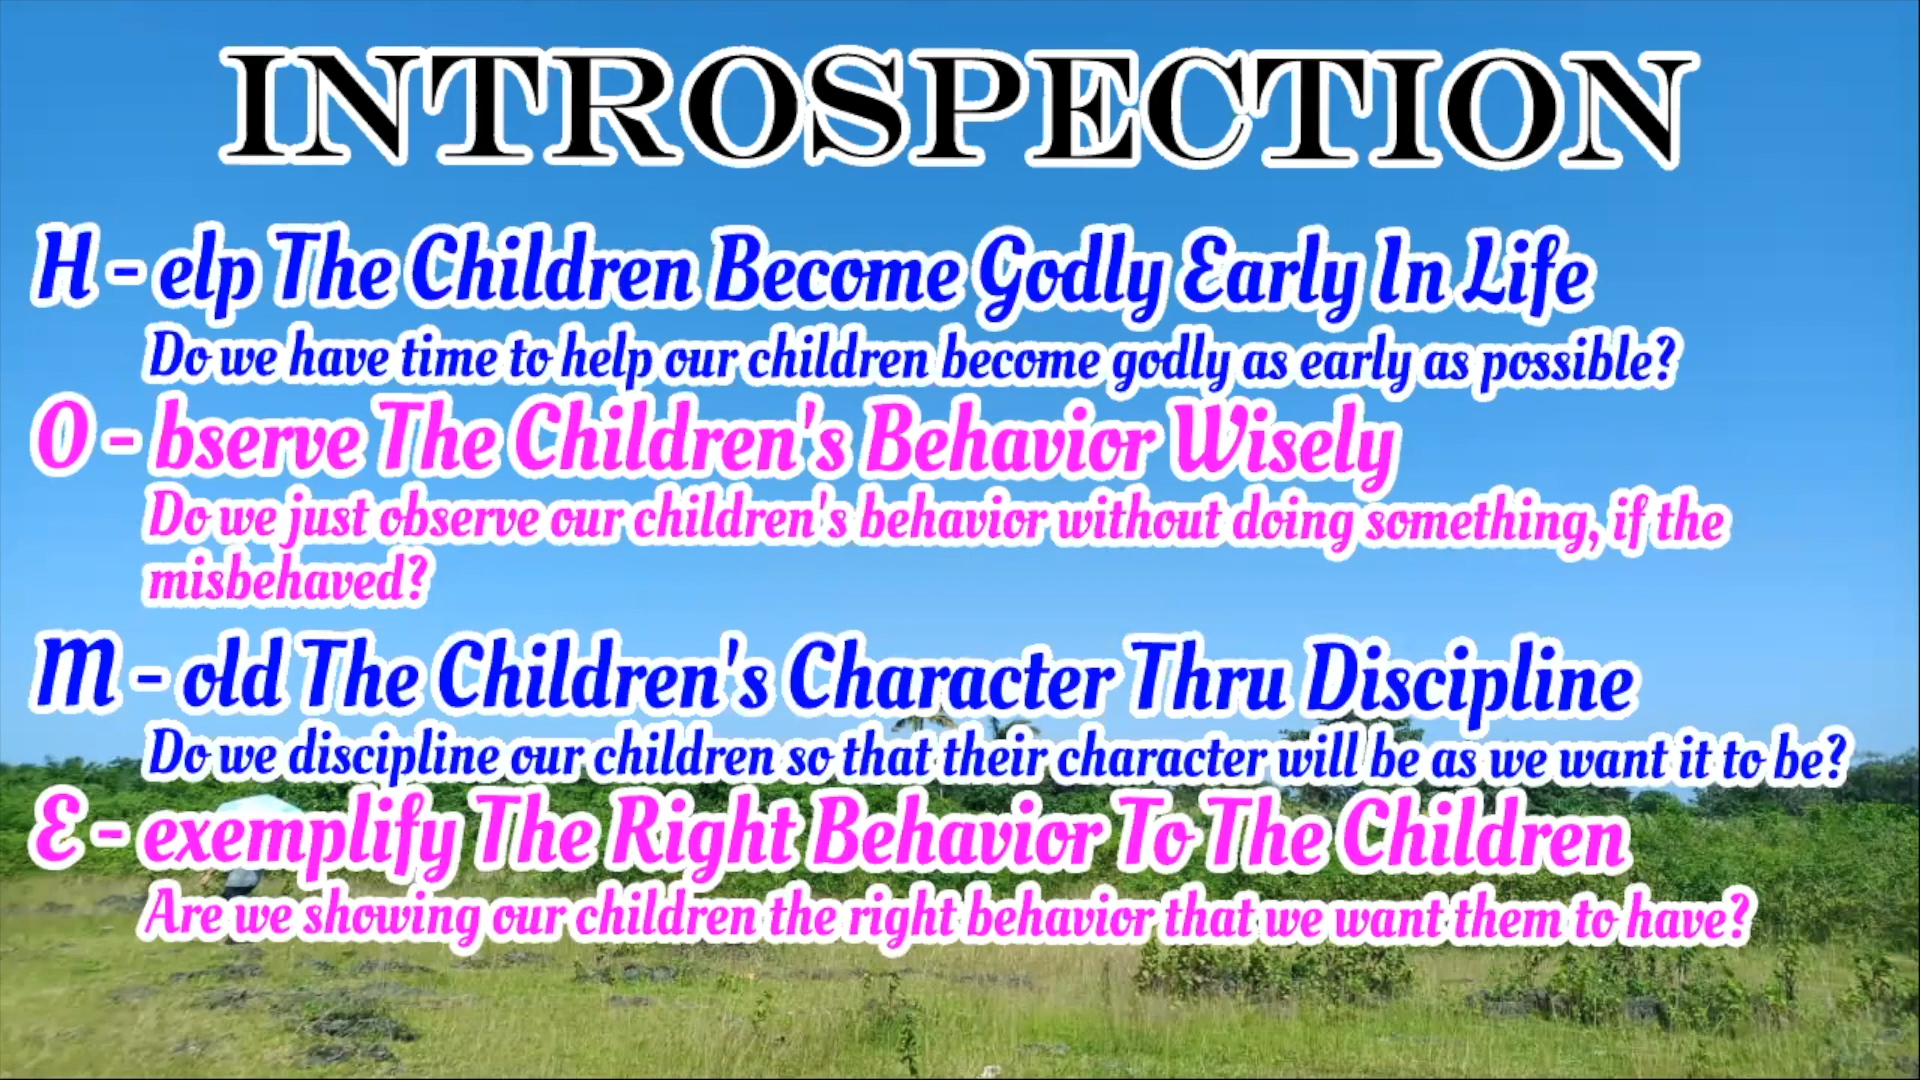 INTROSPECTION
H - elp The Children Become Godly Early In Life
Do we have time to help our children become godly as early as possible?
O - bserve The Children's Behavior Wisely
Do we just observe our children's behavior without doing something, if the
misbehaved?
M - old The Children's Character Thru Discipline
Do we discipline our children so that their character will be as we want it to be?
E - exemplify The Right Behavior To The Children
Are we showing our children the right behavior that we want them to have?